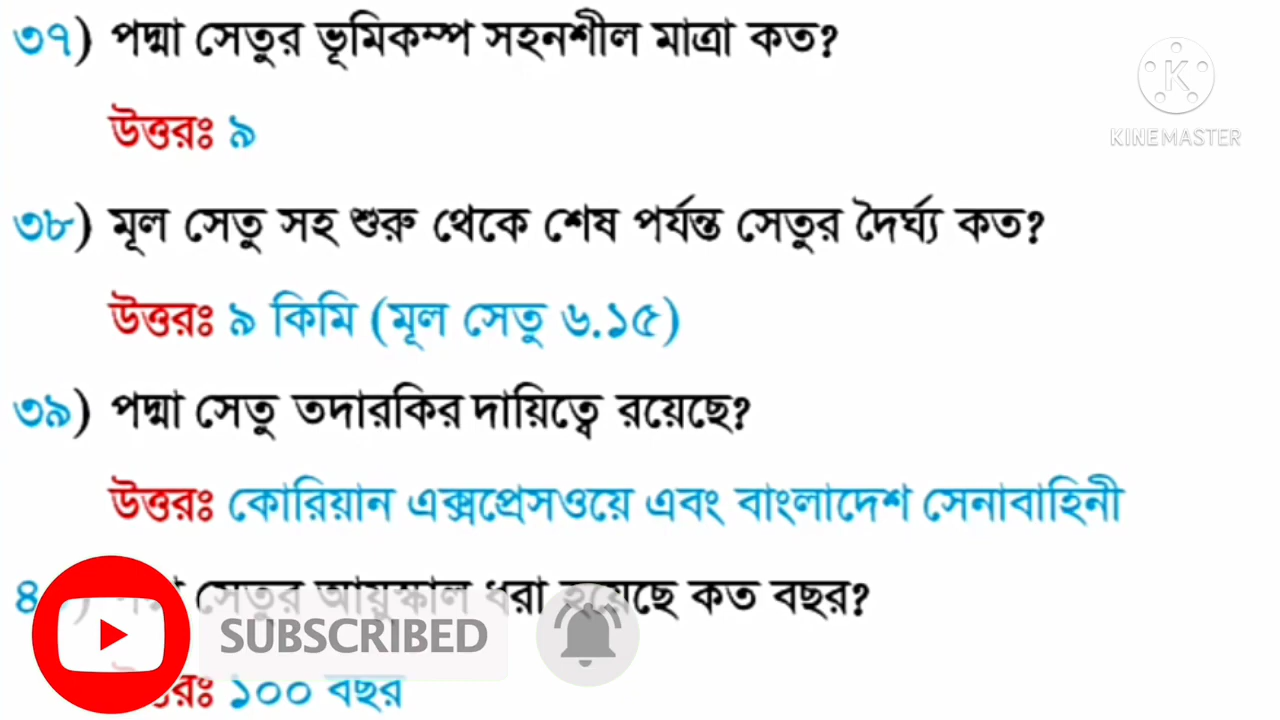 ৩৭) পদ্মা সেতুর ভূমিকম্প সহনশীল মাত্রা কত?
KINEMASTER
উত্তরঃ ৯
৩৮) মূল সেতু সহ শুরু থেকে শেষ পর্যন্ত সেতুর দৈর্ঘ্য কত?
উত্তরঃ ৯ কিমি (মূল সেতু ৬.১৫)
৩৯) পদ্মা সেতু তদারকির দায়িত্বে রয়েছে?
উত্তরঃ কোরিয়ান এক্সপ্রেসওয়ে এবং বাংলাদেশ সেনাবাহিনী
সেতুর আয়ুস্কাল ধরা হয়েছে কত বছর?
SUBSCRIBED
১০০ বছর